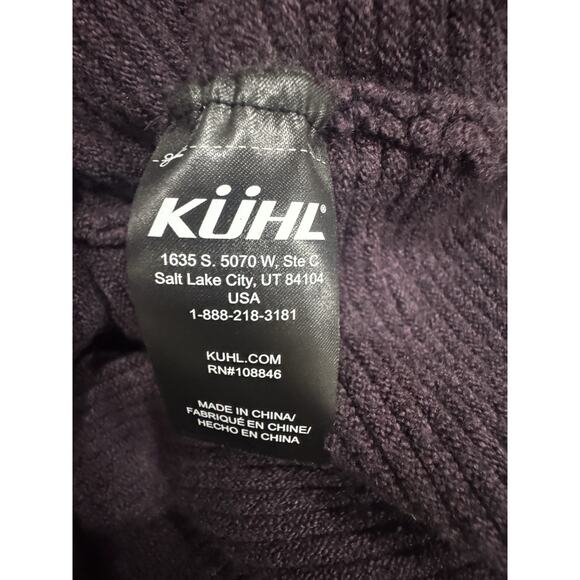 KÜHL®
1635 S. 5070 W, Ste C
Salt Lake City, UT 84104
USA
1-888-218-3181
KUHL.COM
RN#108846
MADE IN CHINA/
FABRIQUÉ EN CHINE/
HECHO EN CHINA